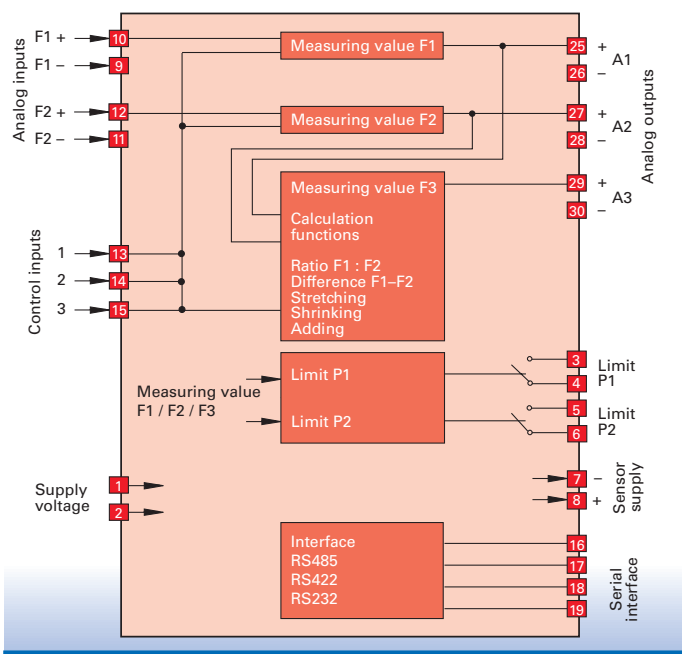 Analog inputs
F1 + 10
F1 – 9
F2 + 12
F2 – 11
Control inputs
1 13
2 14
3 15
Measuring value F1
Measuring value F2
Measuring value F3
Calculation
functions
Ratio F1 : F2
Difference F1–F2
Stretching
Shrinking
Adding
25 +
A1
26 –
27 +
A2
28 –
29 +
A3
30 –
Analog outputs
Measuring value
F1 / F2 / F3
Limit P1
Limit P2
3
4
Limit
P1
5
6
Limit
P2
Supply
voltage
1
2
7 –
8 +
Sensor
supply
Interface
RS485
RS422
RS232
16
17
18
19
Serial
interface